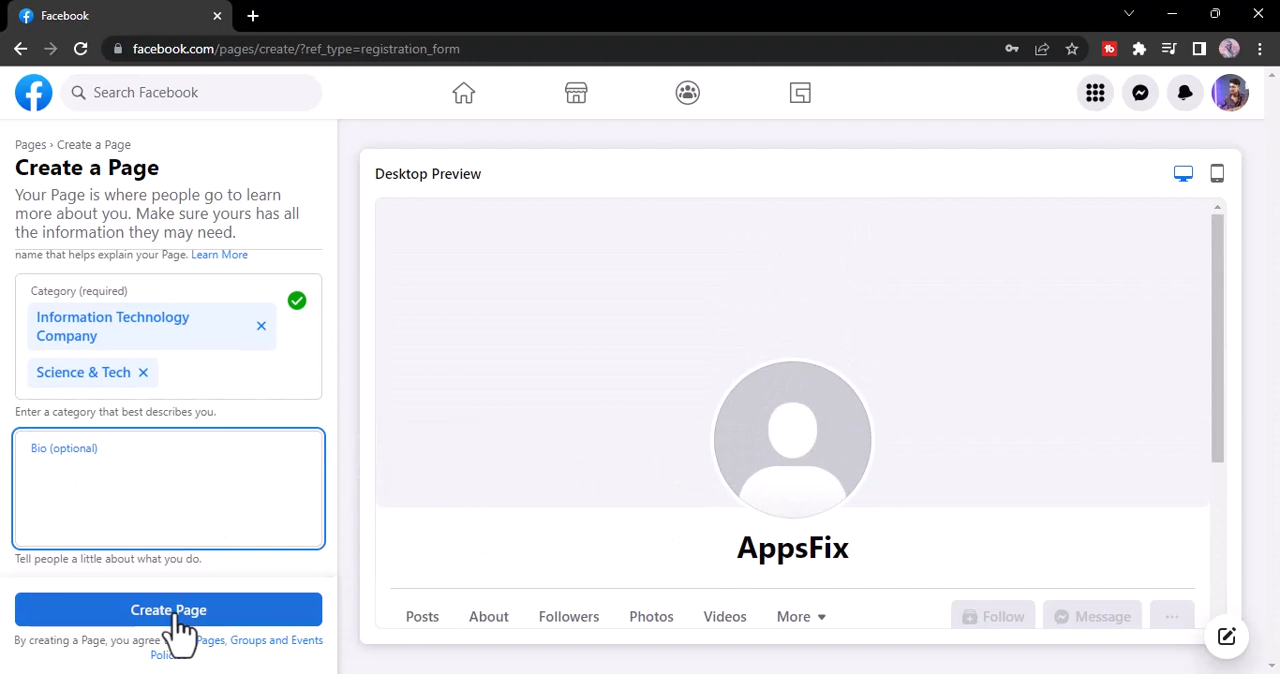 Facebook
facebook.com/pages/create/?ref_type=registration_form
Search Facebook
Pages › Create a Page
Create a Page
Your Page is where people go to learn
more about you. Make sure yours has all
the information they may need.
name that helps explain your Page. Learn More
Category (required)
Information Technology
Company
Science & Tech
Enter a category that best describes you.
Bio (optional)
Tell people a little about what you do.
Create Page
By creating a Page, you agree Pages, Groups and Events
Desktop Preview
AppsFix
Posts About Followers Photos Videos More Follow Message